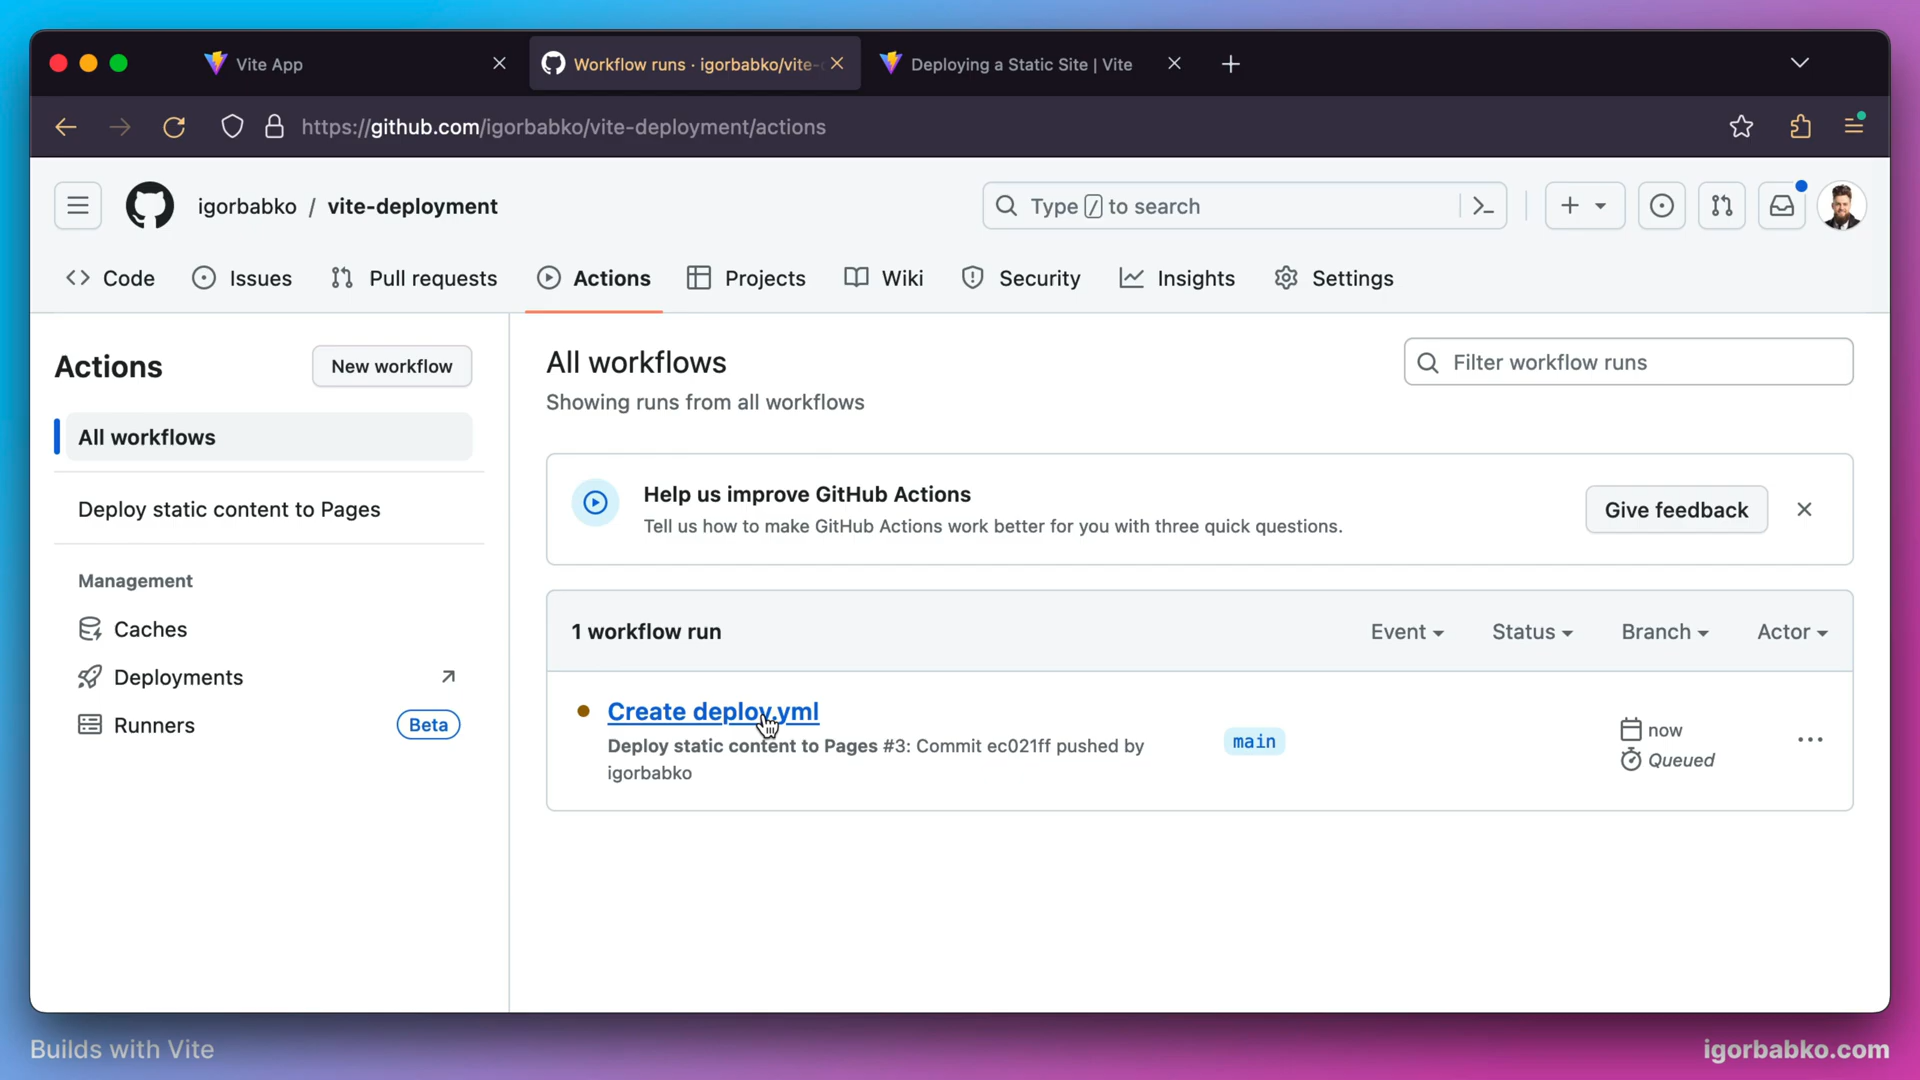 Vite App
Workflow runs · igorbabko/vite-
Deploying a Static Site | Vite
https://github.com/igorbabko/vite-deployment/actions
igorbabko / vite-deployment
Type / to search
Code
Issues
Pull requests
Actions
Projects
Wiki
Security
Insights
Settings
Actions
New workflow
All workflows
Deploy static content to Pages
Management
Caches
Deployments
Runners
Beta
All workflows
Showing runs from all workflows
Filter workflow runs
Help us improve GitHub Actions
Tell us how to make GitHub Actions work better for you with three quick questions.
Give feedback
1 workflow run
Event
Status
Branch
Actor
Create deploy.yml
Deploy static content to Pages #3: Commit ec021ff pushed by
igorbabko
main
now
Queued
Builds with Vite
igorbabko.com